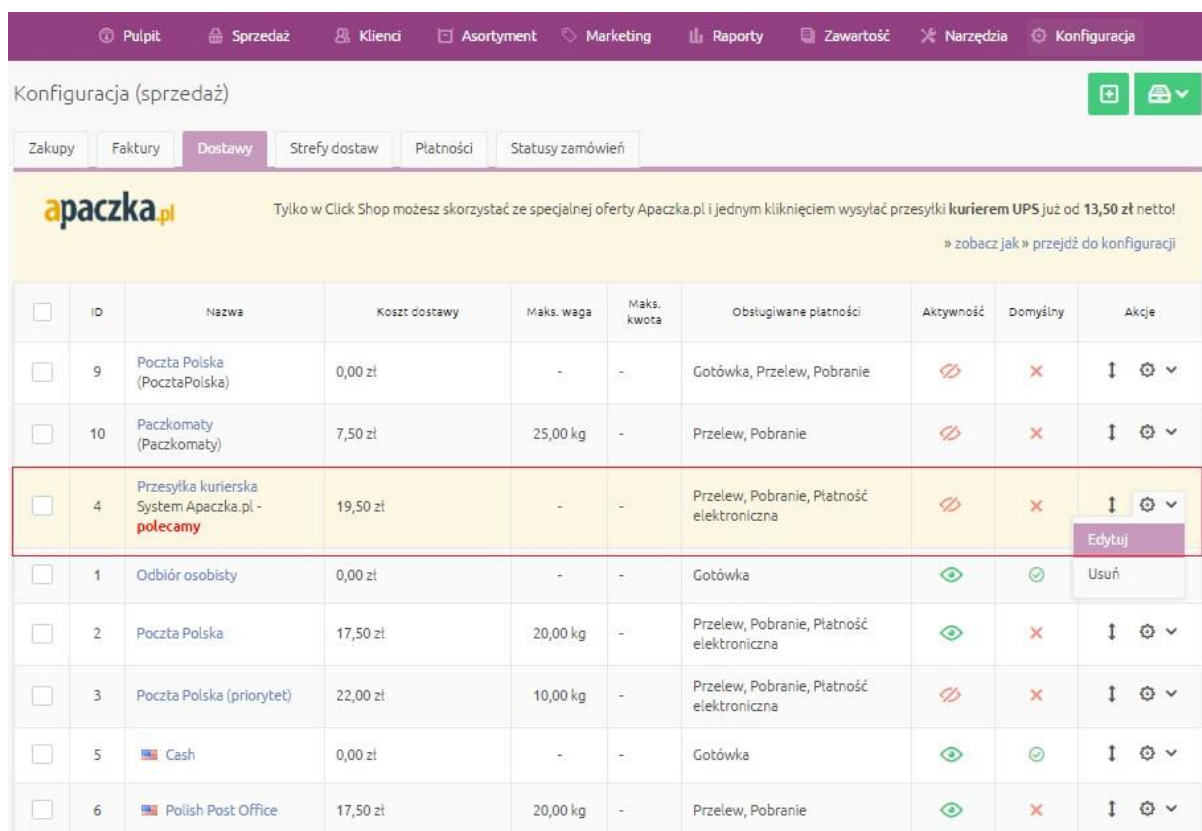 Pulpit Sprzedaż Klienci Asortyment Marketing Raporty Zawartość Narzędzia Konfiguracja
Konfiguracja (sprzedaż)
Zakupy Faktury Dostawy Strefy dostaw Płatności Statusy zamówień
apaczka.pl
Tylko w Click Shop możesz skorzystać ze specjalnej oferty Apaczka.pl i jednym kliknięciem wysyłać przesyłki kurierem UPS już od 13,50 zł netto!
» zobacz jak » przejdź do konfiguracji
ID Nazwa Koszt dostawy Maks. waga Maks. kwota Obsługiwane płatności Aktywność Domyślny Akcje
9 Poczta Polska 0,00 zł - - Gotówka, Przelew, Pobranie
(PocztaPolska)
10 Paczkomaty 7,50 zł 25,00 kg - Przelew, Pobranie
(Paczkomaty)
Przesyłka kurierska
4 System Apaczka.pl - 19,50 zł - - Przelew, Pobranie, Płatność
polecamy elektroniczna
Edytuj
1 Odbiór osobisty 0,00 zł - - Gotówka
Usuń
2 Poczta Polska 17,50 zł 20,00 kg - Przelew, Pobranie, Płatność
elektroniczna
3 Poczta Polska (priorytet) 22,00 zł 10,00 kg - Przelew, Pobranie, Płatność
elektroniczna
5 Cash 0,00 zł - - Gotówka
6 Polish Post Office 17,50 zł 20,00 kg - Przelew, Pobranie